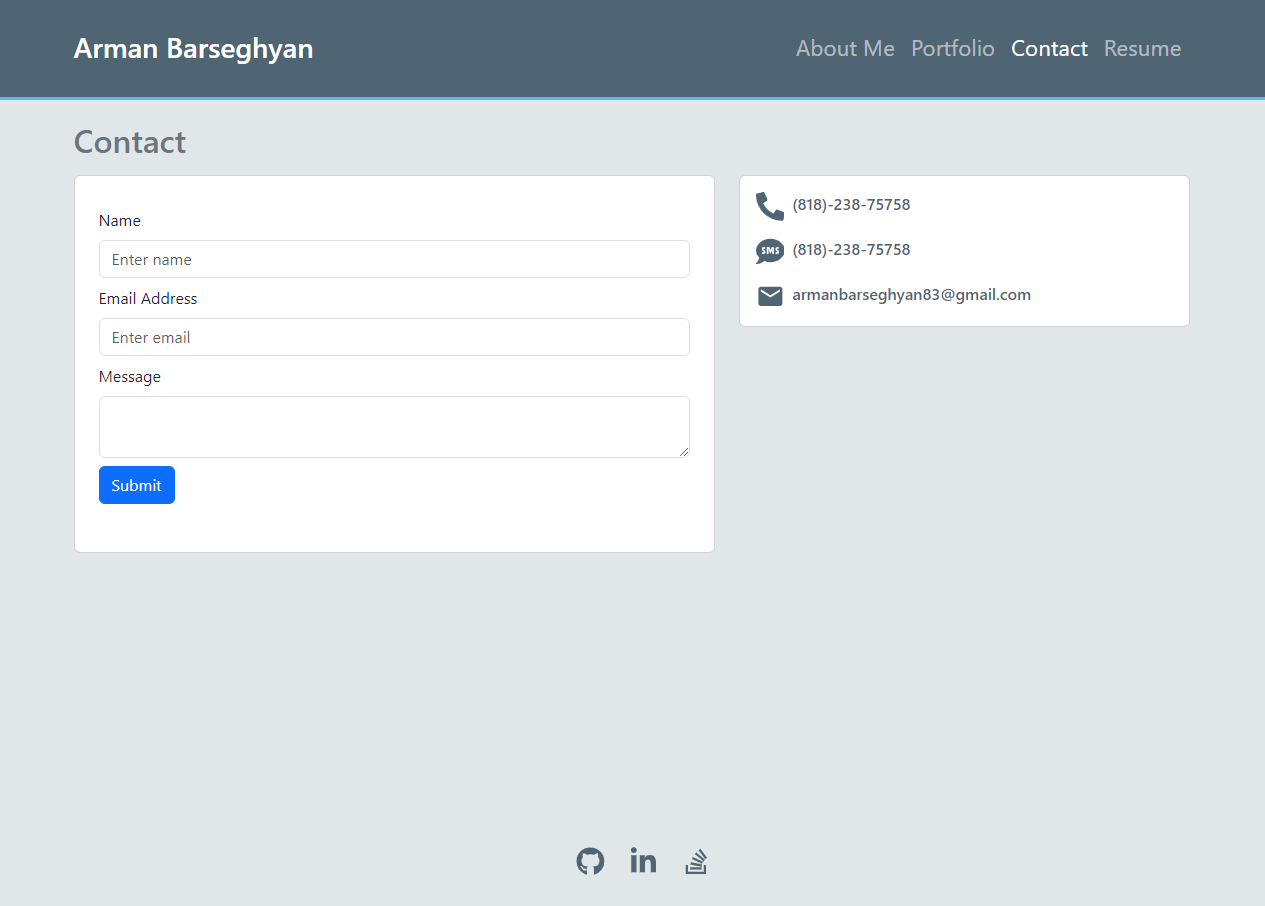 Arman Barseghyan
About Me Portfolio Contact Resume
Contact
Name
Enter name
Email Address
Enter email
Message
Submit
(818)-238-75758
SMS
(818)-238-75758
armanbarseghyan83@gmail.com
in